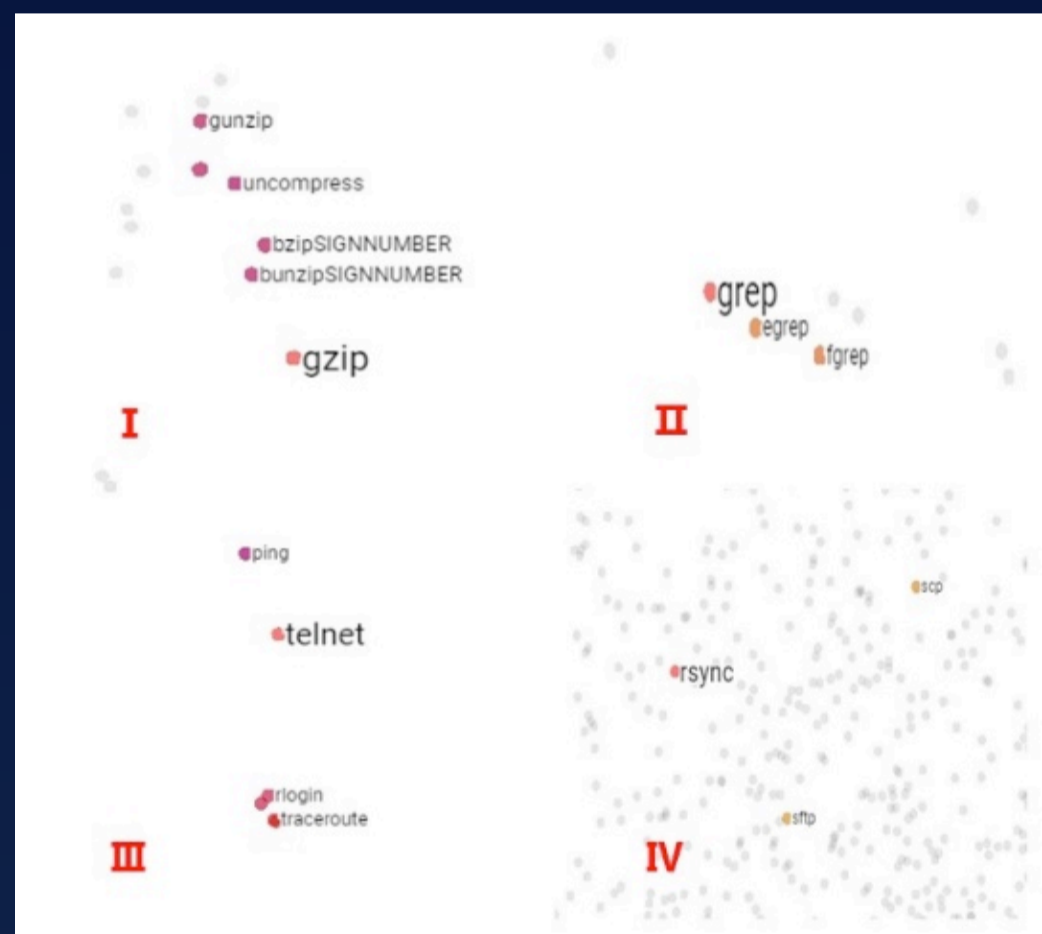 gunzip
uncompress
bzipSIGNNUMBER
bunzipSIGNNUMBER
gzip
I
grep
egrep
fgrep
II
ping
telnet
rlogin
traceroute
III
scp
rsync
sftp
IV